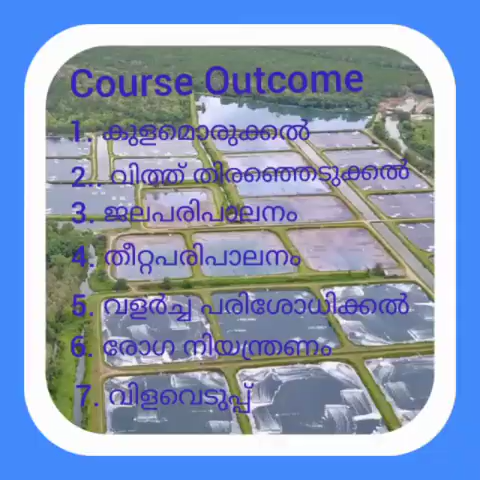 Course Outcome
1. കുളമൊരുക്കൽ
2.. വിത്ത് തിരഞ്ഞെടുക്കൽ
3. ജലപരിപാലനം
4. തീറ്റപരിപാലനം
5. വളർച്ച പരിശോധിക്കൽ
6. രോഗ നിയന്ത്രണം
7. വിളവെടുപ്പ്